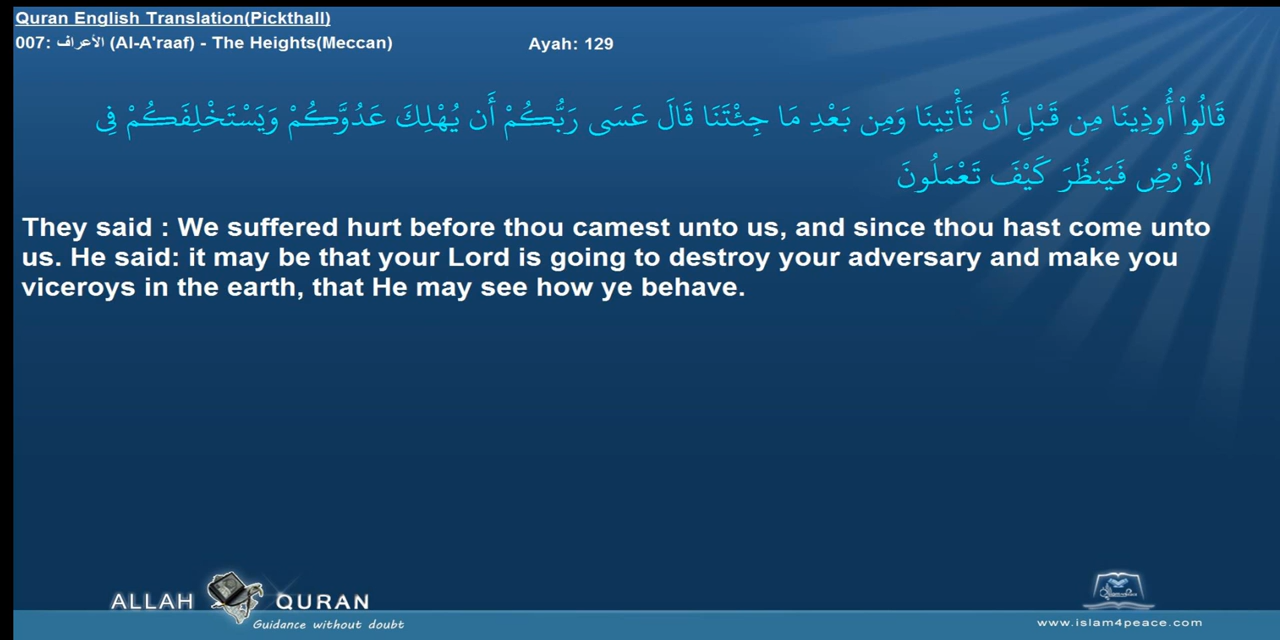 Quran English Translation(Pickthall)
007: الأعراف (Al-A'raaf) - The Heights(Meccan)
Ayah: 129
قَالُواْ أُوذِينَا مِن قَبْلِ أَن تَأْتِينَا وَمِن بَعْدِ مَا جِئْتَنَا قَالَ عَسَى رَبُّكُمْ أَن يُهْلِكَ عَدُوَّكُمْ وَيَسْتَخْلِفَكُمْ فِي
الأَرْضِ فَيَنظُرَ كَيْفَ تَعْمَلُونَ
They said : We suffered hurt before thou camest unto us, and since thou hast come unto
us. He said: it may be that your Lord is going to destroy your adversary and make you
viceroys in the earth, that He may see how ye behave.
ALLAH QURAN
Guidance without doubt
www.islam4peace.com